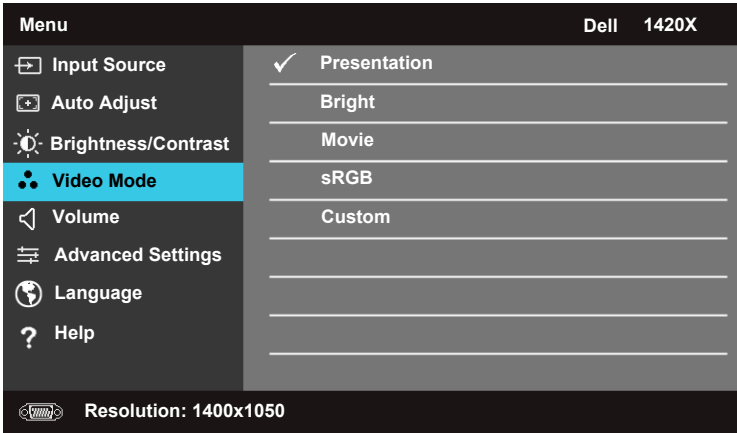 Menu
Dell 1420X
Input Source
Auto Adjust
Brightness/Contrast
Video Mode
Volume
Advanced Settings
Language
? Help
Presentation
Bright
Movie
sRGB
Custom
Resolution: 1400x1050